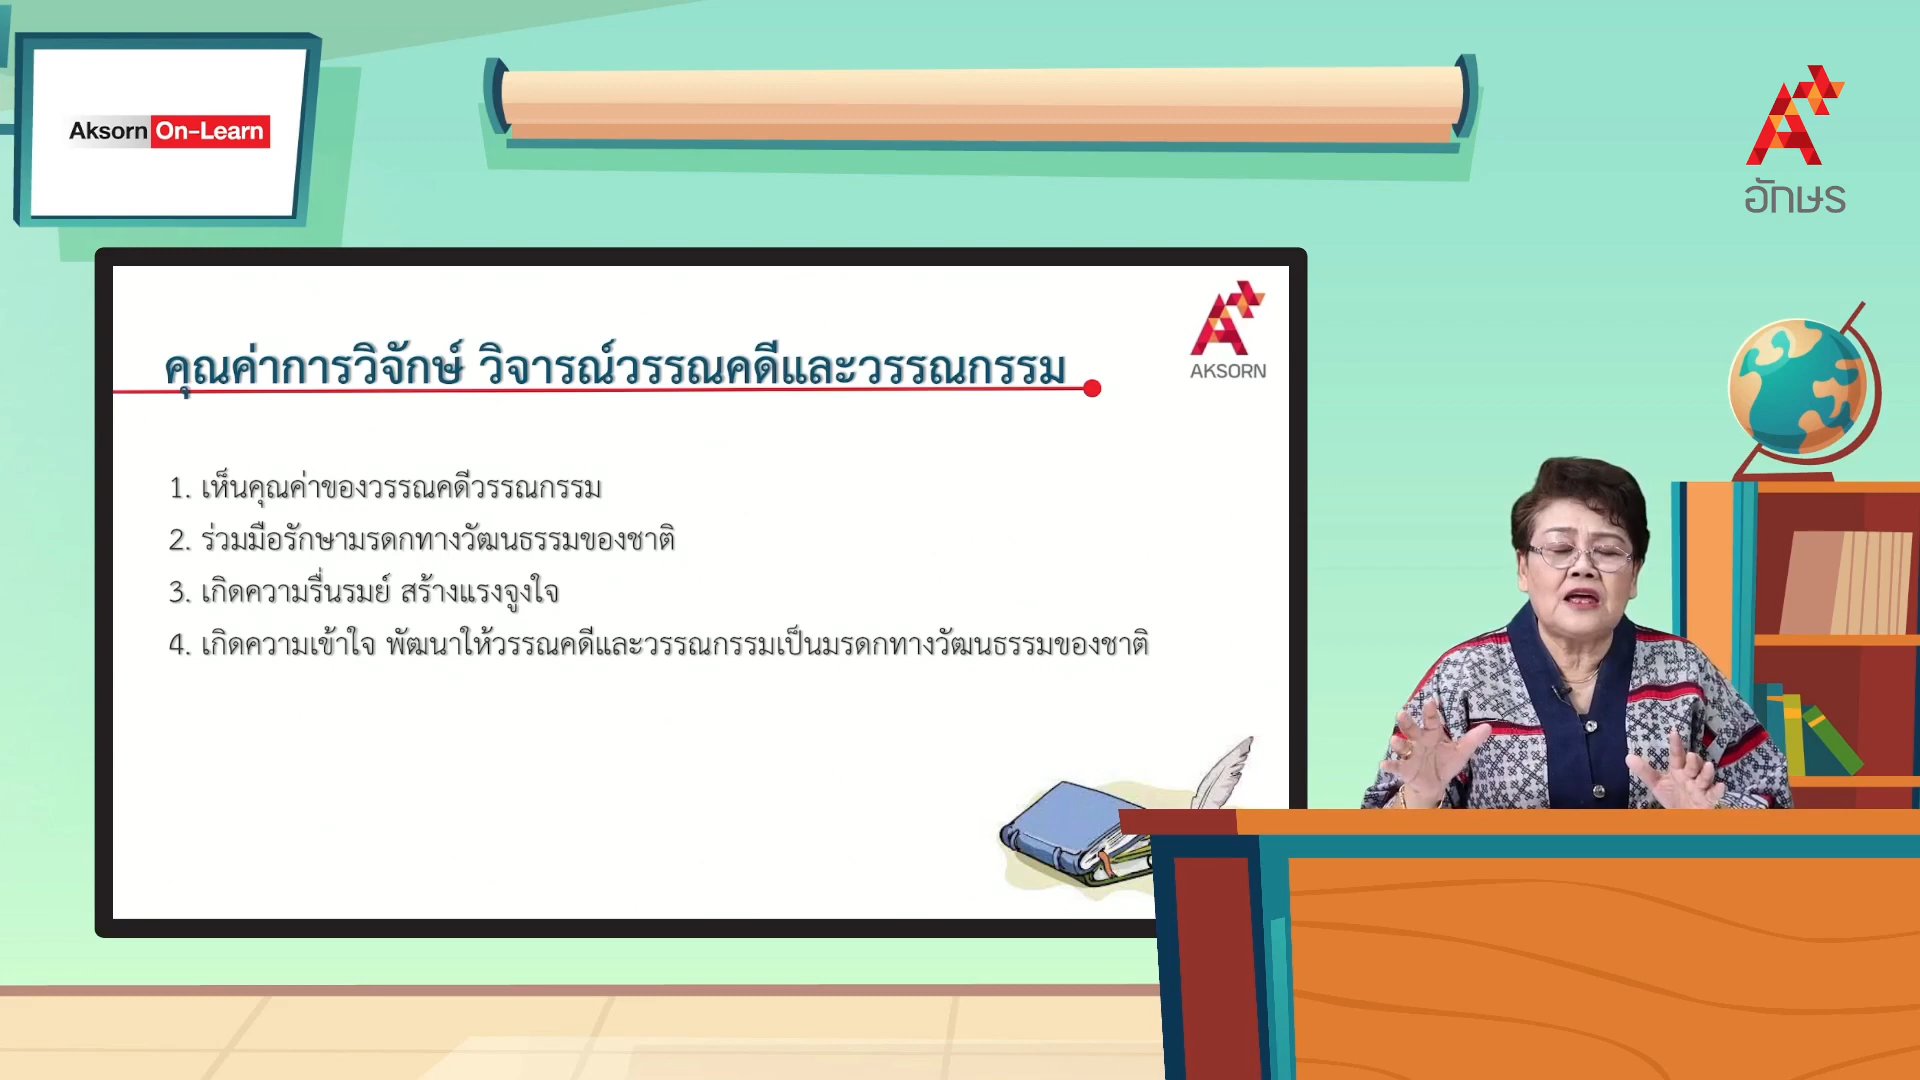 Aksorn On-Learn
อักษร
AKSORN
คุณค่าการวิจักษ์ วิจารณ์วรรณคดีและวรรณกรรม
1. เห็นคุณค่าของวรรณคดีวรรณกรรม
2. ร่วมมือรักษามรดกทางวัฒนธรรมของชาติ
3. เกิดความรื่นรมย์ สร้างแรงจูงใจ
4. เกิดความเข้าใจ พัฒนาให้วรรณคดีและวรรณกรรมเป็นมรดกทางวัฒนธรรมของชาติ